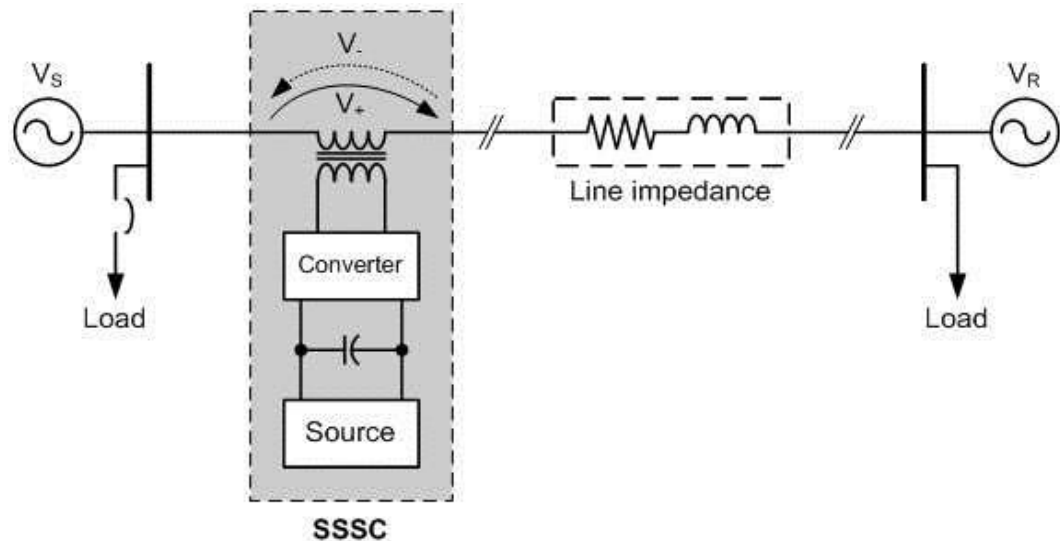 V-
VS
V+
VR
Line impedance
Converter
Load
Load
Source
SSSC